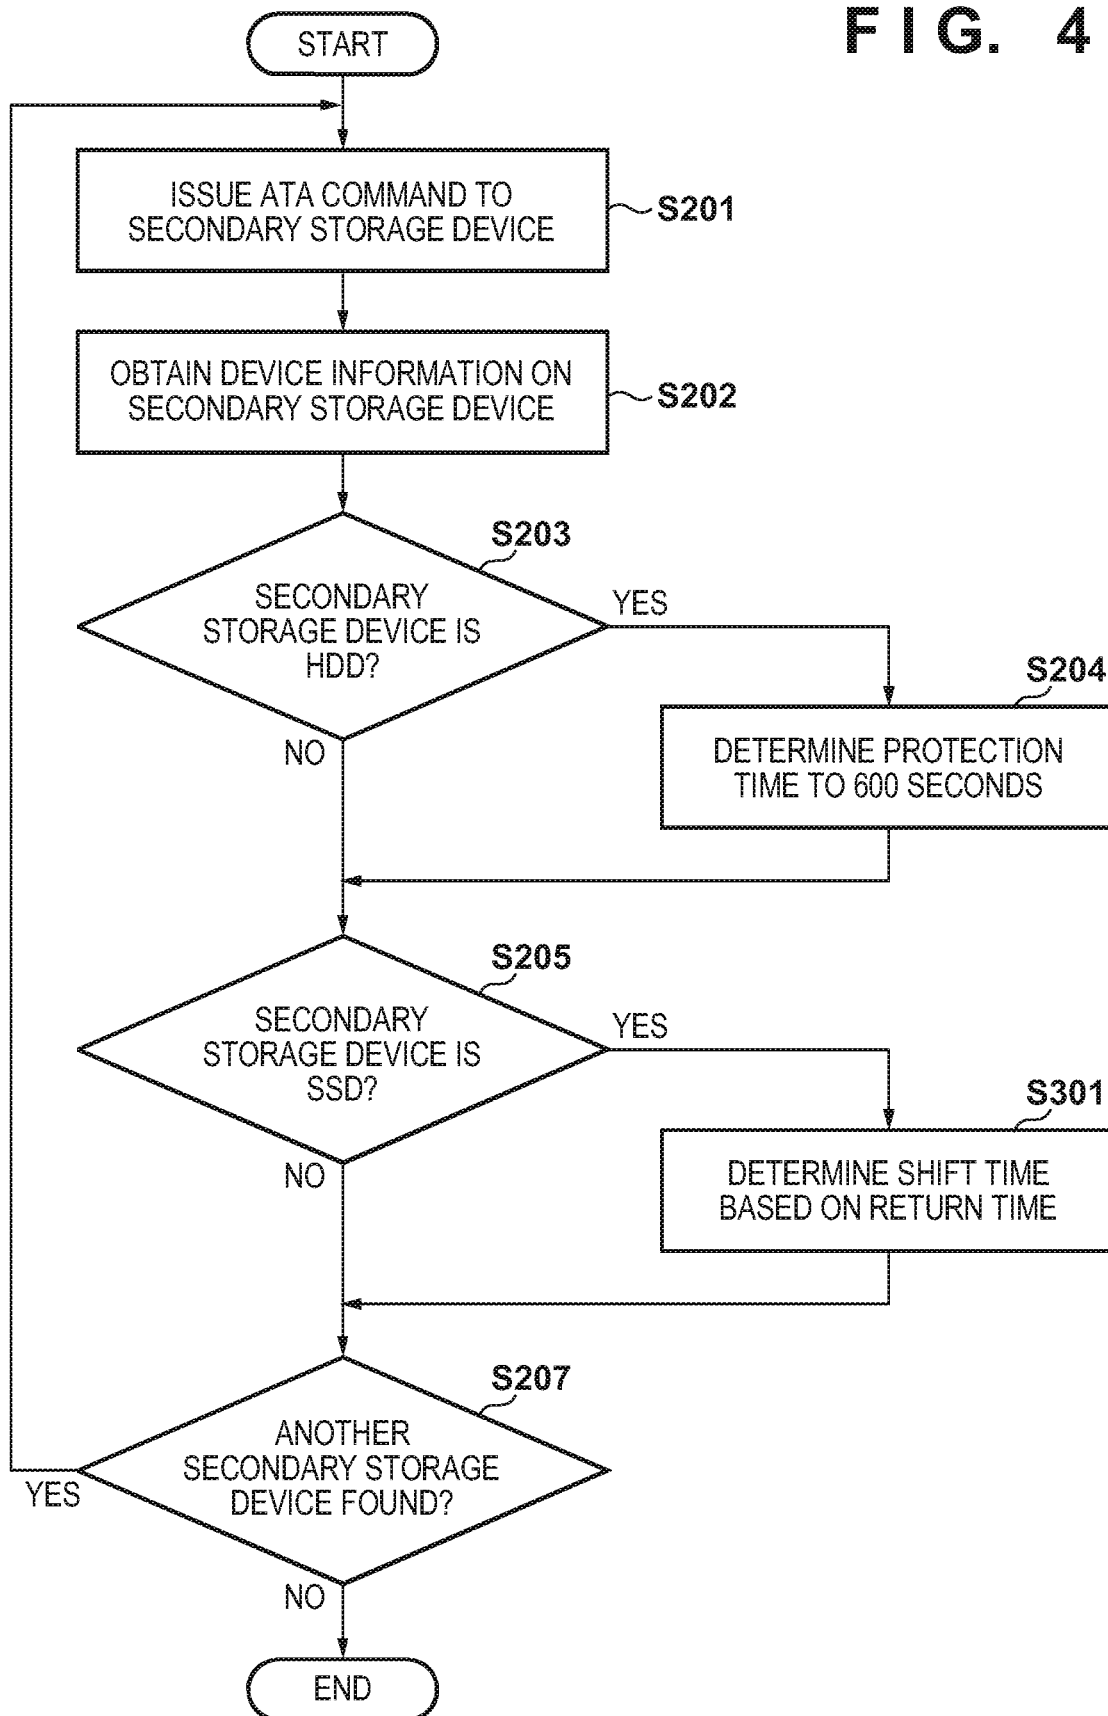 FIG. 4
START
ISSUE ATA COMMAND TO
SECONDARY STORAGE DEVICE
S201
OBTAIN DEVICE INFORMATION ON
SECONDARY STORAGE DEVICE
S202
S203
SECONDARY
STORAGE DEVICE IS
HDD?
YES
NO
S204
DETERMINE PROTECTION
TIME TO 600 SECONDS
S205
SECONDARY
STORAGE DEVICE IS
SSD?
YES
NO
S301
DETERMINE SHIFT TIME
BASED ON RETURN TIME
S207
ANOTHER
SECONDARY STORAGE
DEVICE FOUND?
YES
NO
END